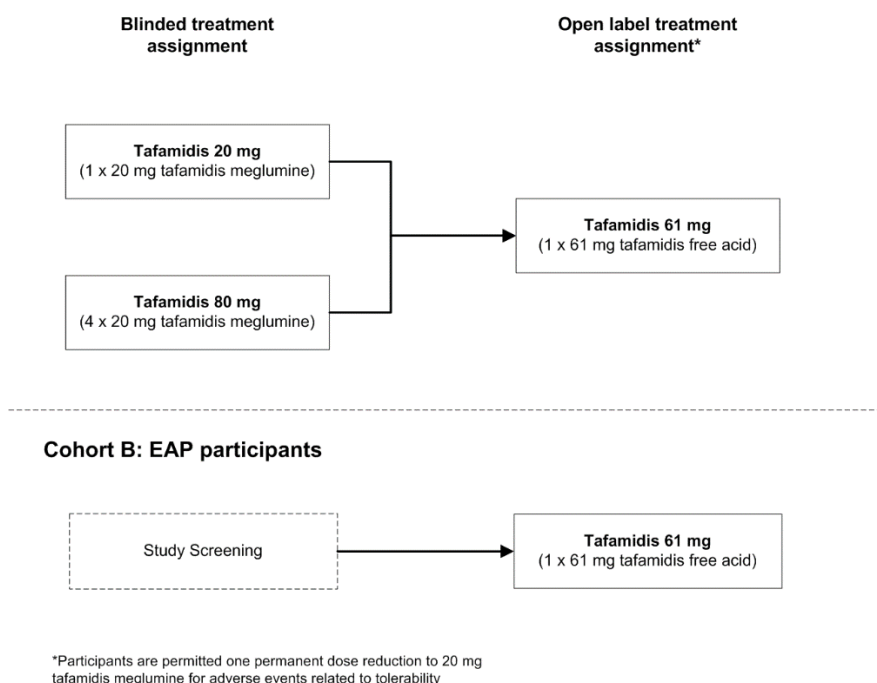 Blinded treatment
assignment
Open label treatment
assignment*
Tafamidis 20 mg
(1 x 20 mg tafamidis meglumine)
Tafamidis 61 mg
(1 x 61 mg tafamidis free acid)
Tafamidis 80 mg
(4 x 20 mg tafamidis meglumine)
Cohort B: EAP participants
Study Screening
Tafamidis 61 mg
(1 x 61 mg tafamidis free acid)
*Participants are permitted one permanent dose reduction to 20 mg
tafamidis meglumine for adverse events related to tolerability